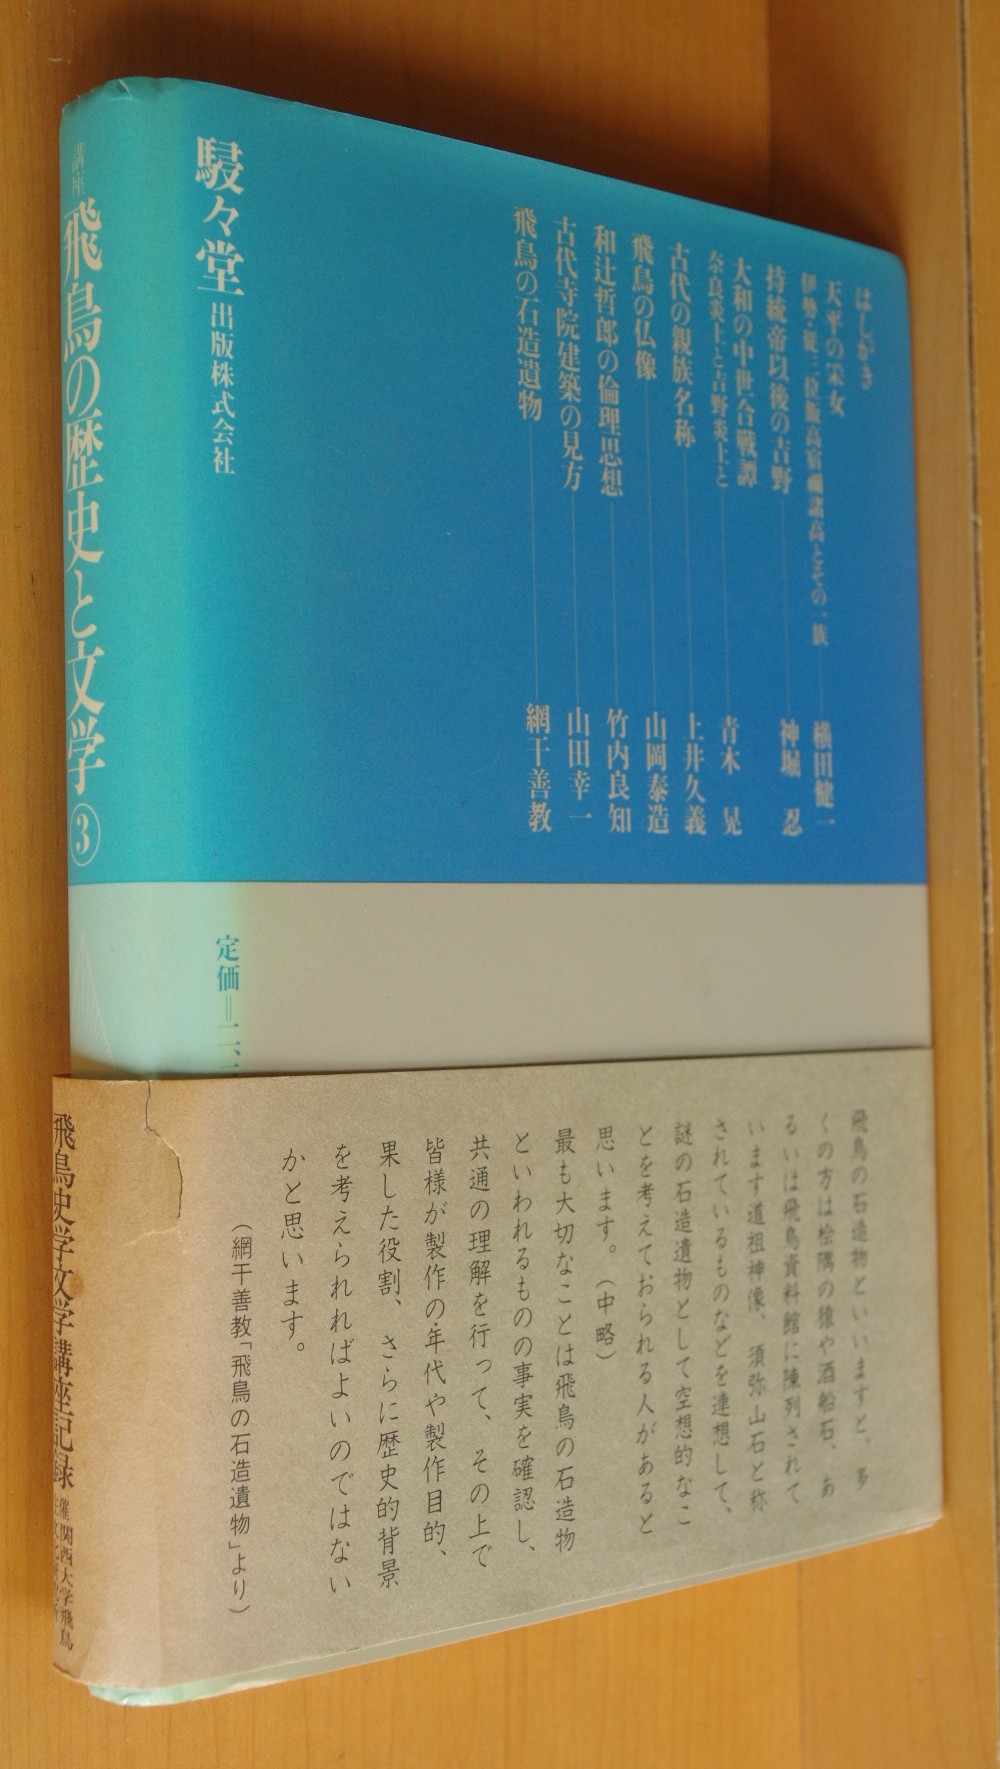 講座 飛鳥の歴史と文学③
駸々堂出版株式会社
はしがき
天平の采女
伊勢・従三位飯高宿禰諸高とその一族 横田健一
持統帝以後の吉野 神堀 忍
大和の中世合戦譚
奈良炎上と吉野炎上と 青木 晃
古代の親族名称 上井久義
飛鳥の仏像 山岡泰造
和辻哲郎の倫理思想 竹内良知
古代寺院建築の見方 山田幸一
飛鳥の石造遺物 網干善教
定価=二、
飛鳥の石造物といいますと、多
くの方は桧隅の猿や酒船石、あ
るいは飛鳥資料館に陳列されて
います道祖神像、須弥山石と称
されているものなどを連想して、
謎の石造遺物として空想的なこ
とを考えておられる人があると
思います。(中略)
最も大切なことは飛鳥の石造物
といわれるものの事実を確認し、
共通の理解を行って、その上で
皆様が製作の年代や製作目的、
果した役割、さらに歴史的背景
を考えられればよいのではない
かと思います。
(網干善教「飛鳥の石造遺物」より)
飛鳥史学文学講座記録
催 関西大学飛鳥